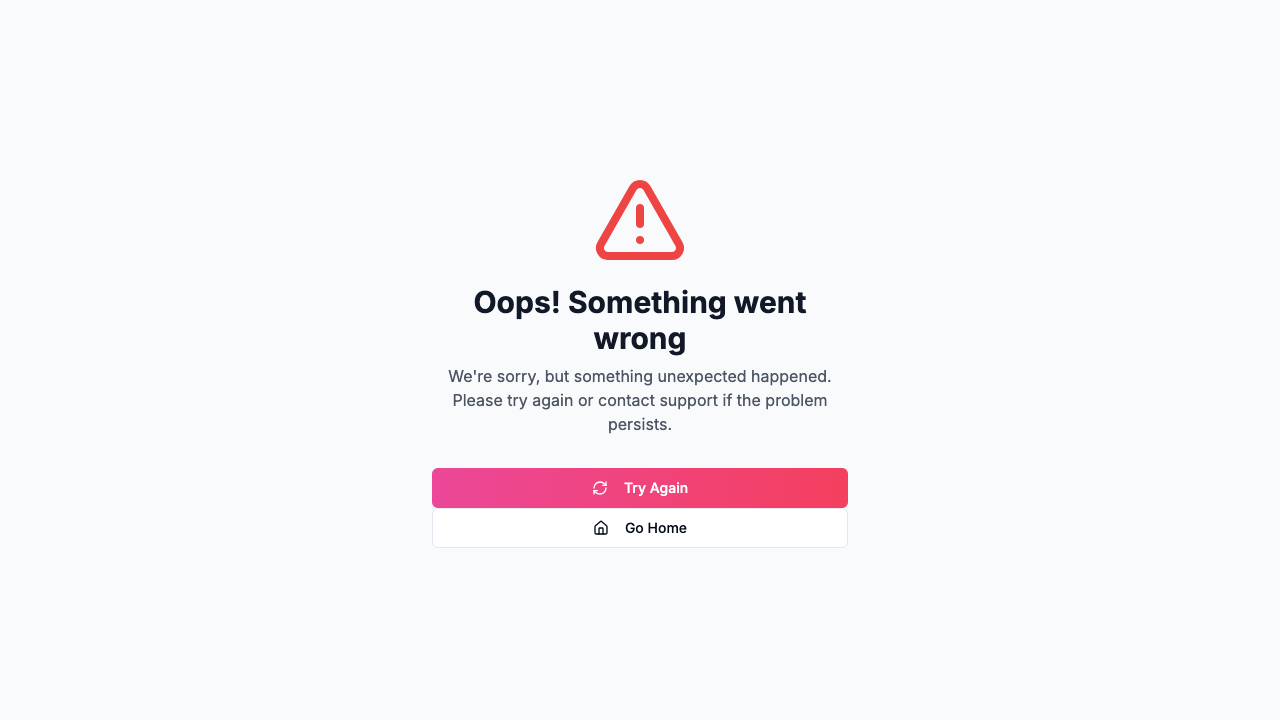 Oops! Something went
wrong
We're sorry, but something unexpected happened.
Please try again or contact support if the problem
persists.
Try Again
Go Home